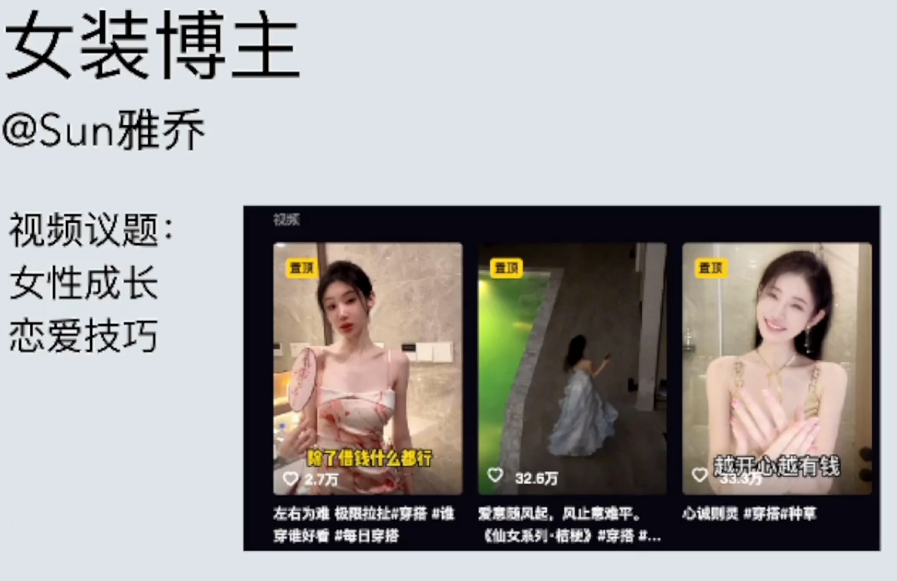 女装博主
@Sun雅乔
视频议题：
女性成长
恋爱技巧
视频
置顶
置顶
置顶
除了借钱什么都行
越开心越有钱
2.7万
32.6万
33.3万
左右为难 极限拉扯#穿搭 #谁
穿谁好看 #每日穿搭
爱意随风起，风止意难平。
《仙女系列·桔梗》#穿搭 #...
心诚则灵 #穿搭#种草